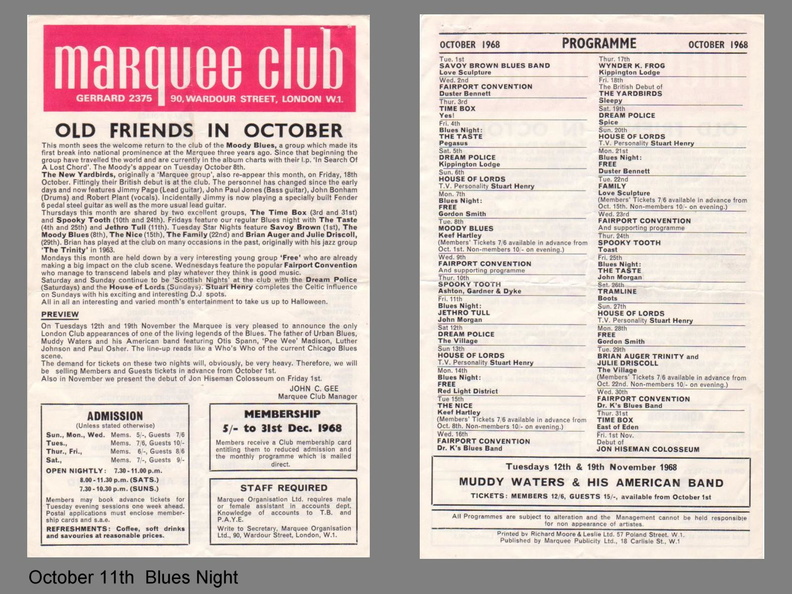 marquee club
GERRARD 2375 90, WARDOUR STREET, LONDON W.1.
OLD FRIENDS IN OCTOBER
This month sees the welcome return to the club of the Moody Blues, a group which made its
first break into national prominence at the Marquee three years ago. Since that beginning the
group have travelled the world and are currently in the album charts with their l.p. 'In Search Of
A Lost Chord'. The Moody's appear on Tuesday October 8th.
The New Yardbirds, originally a 'Marquee group', also re-appear this month, on Friday, 18th
October. Fittingly their British debut is at the club. The personnel has changed since the early
days and now features Jimmy Page (Lead guitar), John Paul Jones (Bass guitar), John Bonham
(Drums) and Robert Plant (vocals). Incidentally Jimmy is now playing a specially built Fender
6 pedal steel guitar as well as the more usual lead guitar.
Thursdays this month are shared by two excellent groups, The Time Box (3rd and 31st)
and Spooky Tooth (10th and 24th). Fridays feature our regular Blues night with The Taste
(4th and 25th) and Jethro Tull (11th). Tuesday Star Nights feature Savoy Brown (1st), The
Moody Blues (8th), The Nice (15th), The Family (22nd) and Brian Auger and Julie Driscoll,
(29th). Brian has played at the club on many occasions in the past, originally with his jazz group
'The Trinity' in 1963.
Mondays this month are held down by a very interesting young group 'Free' who are already
making a big impact on the club scene. Wednesdays feature the popular Fairport Convention
who manage to transcend labels and play whatever they think is good music.
Saturday and Sunday continue to be 'Scottish Nights' at the club with the Dream Police
(Saturdays) and the House of Lords (Sundays). Stuart Henry completes the Celtic influence
on Sundays with his exciting and interesting D.J spots.
All in all an interesting and varied month's entertainment to take us up to Halloween.
PREVIEW
On Tuesdays 12th and 19th November the Marquee is very pleased to announce the only
London Club appearances of one of the living legends of the Blues. The father of Urban Blues,
Muddy Waters and his American band featuring Otis Spann, 'Pee Wee' Madison, Luther
Johnson and Paul Osher. The line-up reads like a Who's Who of the current Chicago Blues
scene.
The demand for tickets on these two nights will, obviously, be very heavy. Therefore, we will
be selling Members and Guests tickets in advance from October 1st.
Also in November we present the debut of Jon Hiseman Colosseum on Friday 1st.
JOHN C. GEE
Marquee Club Manager
ADMISSION
(Unless stated otherwise)
Sun., Mon., Wed. Mems. 5/-, Guests 7/6
Tues., Mems. 7/6, Guests 10/-
Thur., Fri., Mems. 6/-, Guests 8/6
Sat., Mems. 7/-, Guests 9/-
OPEN NIGHTLY: 7.30 - 11.00 p.m.
8.00 - 11.30 p.m. (SATS.)
7.30 - 10.30 p.m. (SUNS.)
Members may book advance tickets for
Tuesday evening sessions one week ahead.
Postal applications must enclose member-
ship cards and s.a.e.
REFRESHMENTS: Coffee, soft drinks
and savouries at reasonable prices.
MEMBERSHIP
5/- to 31st Dec. 1968
Members receive a Club membership card
entitling them to reduced admission and
the monthly programme which is mailed
direct.
STAFF REQUIRED
Marquee Organisation Ltd. requires male
or female assistant in accounts dept.
Knowledge of accounts to T.B. and
P.A.Y.E.
Write to Secretary, Marquee Organisation
Ltd., 90, Wardour Street, London, W.1.
OCTOBER 1968 PROGRAMME OCTOBER 1968
Tue. 1st
SAVOY BROWN BLUES BAND
Love Sculpture
Wed. 2nd
FAIRPORT CONVENTION
Duster Bennett
Thur. 3rd
TIME BOX
Yes!
Fri. 4th
Blues Night:
THE TASTE
Pegasus
Sat. 5th
DREAM POLICE
Kippington Lodge
Sun. 6th
HOUSE OF LORDS
T.V. Personality Stuart Henry
Mon. 7th
Blues Night:
FREE
Gordon Smith
Tue. 8th
MOODY BLUES
Keef Hartley
(Members' Tickets 7/6 available in advance from
Oct. 1st. Non-members 10/- on evening.)
Wed. 9th
FAIRPORT CONVENTION
And supporting programme
Thur. 10th
SPOOKY TOOTH
Ashton, Gardner & Dyke
Fri. 11th
Blues Night:
JETHRO TULL
John Morgan
Sat 12th
DREAM POLICE
The Village
Sun 13th
HOUSE OF LORDS
T.V. Personality Stuart Henry
Mon. 14th
Blues Night:
FREE
Red Light District
Tue 15th
THE NICE
Keef Hartley
(Members' Tickets 7/6 available in advance from
Oct. 8th. Non-members 10/- on evening.)
Wed. 16th
FAIRPORT CONVENTION
Dr. K's Blues Band
Thur. 17th
WYNDER K. FROG
Kippington Lodge
Fri. 18th
The British Debut of
THE YARDBIRDS
Sleepy
Sat. 19th
DREAM POLICE
Spice
Sun. 20th
HOUSE OF LORDS
T.V. Personality Stuart Henry
Mon. 21st
Blues Night:
FREE
Duster Bennett
Tue. 22nd
FAMILY
Love Sculpture
(Members' Tickets 7/6 available in advance from
Oct. 15th. Non-members 10/- on evening.)
Wed. 23rd
FAIRPORT CONVENTION
And supporting programme
Thur. 24th
SPOOKY TOOTH
Toast
Fri. 25th
Blues Night:
THE TASTE
John Morgan
Sat. 26th
TRAMLINE
Boots
Sun. 27th
HOUSE OF LORDS
T.V. Personality Stuart Henry
Mon. 28th
FREE
Gordon Smith
Tue. 29th
BRIAN AUGER TRINITY and
JULIE DRISCOLL
The Village
(Members' Tickets 7/6 available in advance from
Oct. 22nd. Non-members 10/- on evening.)
Wed. 30th
FAIRPORT CONVENTION
Dr. K's Blues Band
Thur. 31st
TIME BOX
East of Eden
Fri. 1st Nov.
Debut of
JON HISEMAN COLOSSEUM
Tuesdays 12th & 19th November 1968
MUDDY WATERS & HIS AMERICAN BAND
TICKETS: MEMBERS 12/6, GUESTS 15/-, available from October 1st
All Programmes are subject to alteration and the Management cannot be held responsible
for non appearance of artistes.
Printed by Richard Moore & Leslie Ltd. 57 Poland Street. W.1.
Published by Marquee Publicity Ltd., 18 Carlisle St., W.1
October 11th Blues Night